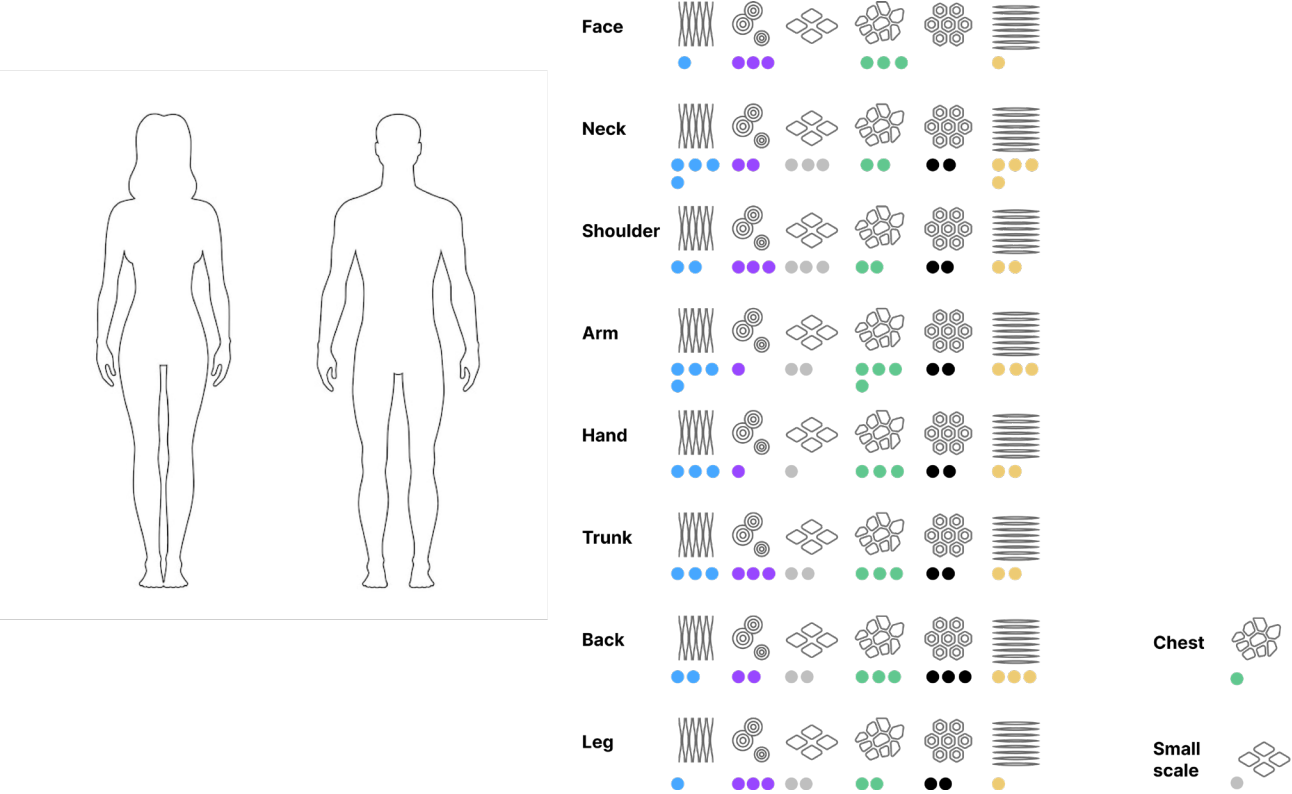 Face
Neck
Shoulder
Arm
Hand
Trunk
Back
Chest
Leg
Small
scale